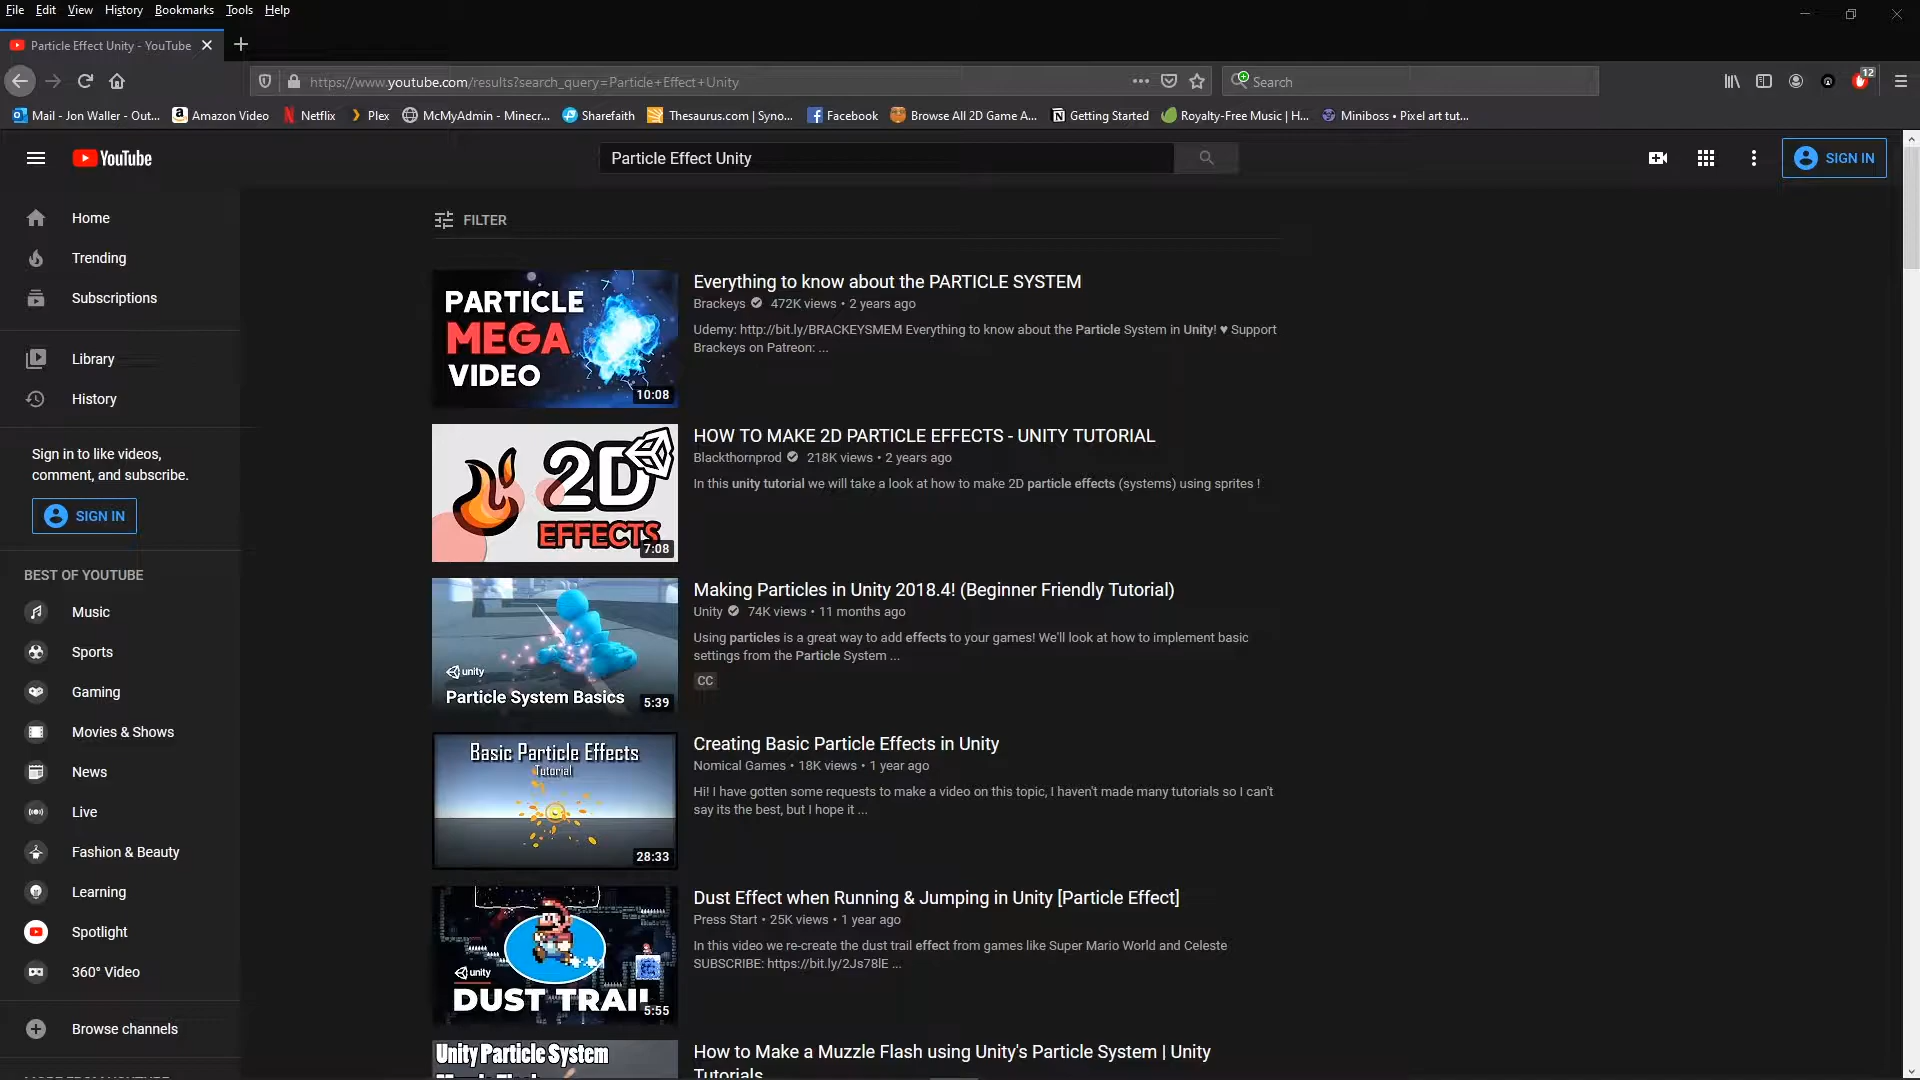 File Edit View History Bookmarks Tools Help
Particle Effect Unity - YouTube
https://www.youtube.com/results?search_query=Particle+Effect+Unity
Search
12
Mail - Jon Waller - Out...
Amazon Video
Netflix
Plex
McMyAdmin - Minecr...
Sharefaith
Thesaurus.com | Syno...
Facebook
Browse All 2D Game A...
Getting Started
Royalty-Free Music | H...
Miniboss • Pixel art tut...
YouTube
Particle Effect Unity
SIGN IN
Home
Trending
Subscriptions
Library
History
Sign in to like videos,
comment, and subscribe.
SIGN IN
BEST OF YOUTUBE
Music
Sports
Gaming
Movies & Shows
News
Live
Fashion & Beauty
Learning
Spotlight
360° Video
Browse channels
FILTER
PARTICLE
MEGA
VIDEO
10:08
Everything to know about the PARTICLE SYSTEM
Brackeys 472K views • 2 years ago
Udemy: http://bit.ly/BRACKEYSMEM Everything to know about the Particle System in Unity! ♥ Support
Brackeys on Patreon: ...
2D
EFFECTS
7:08
HOW TO MAKE 2D PARTICLE EFFECTS - UNITY TUTORIAL
Blackthornprod 218K views • 2 years ago
In this unity tutorial we will take a look at how to make 2D particle effects (systems) using sprites !
unity
Particle System Basics
5:39
Making Particles in Unity 2018.4! (Beginner Friendly Tutorial)
Unity 74K views • 11 months ago
Using particles is a great way to add effects to your games! We'll look at how to implement basic
settings from the Particle System ...
CC
Basic Particle Effects
Tutorial
28:33
Creating Basic Particle Effects in Unity
Nomical Games • 18K views • 1 year ago
Hi! I have gotten some requests to make a video on this topic, I haven't made many tutorials so I can't
say its the best, but I hope it ...
unity
DUST TRAIL
5:55
Dust Effect when Running & Jumping in Unity [Particle Effect]
Press Start • 25K views • 1 year ago
In this video we re-create the dust trail effect from games like Super Mario World and Celeste
SUBSCRIBE: https://bit.ly/2Js78lE ...
Unity Particle System
How to Make a Muzzle Flash using Unity's Particle System | Unity
Tutorials